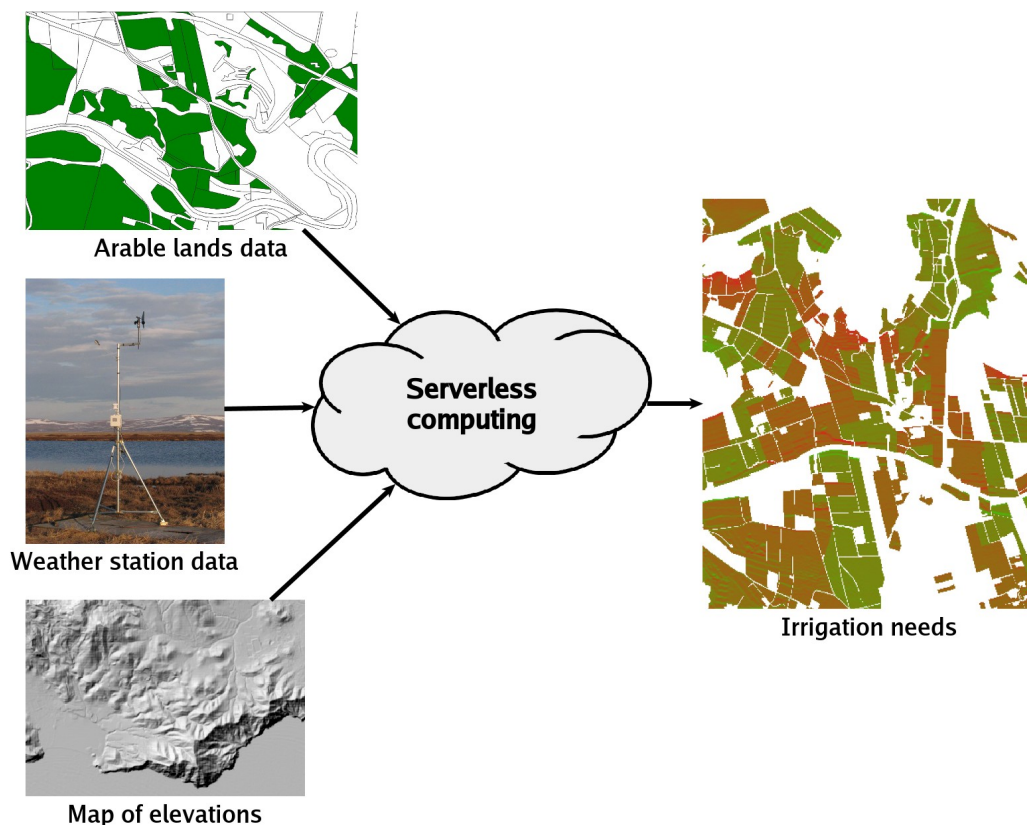 Arable lands data
Serverless
computing
Weather station data
Irrigation needs
Map of elevations